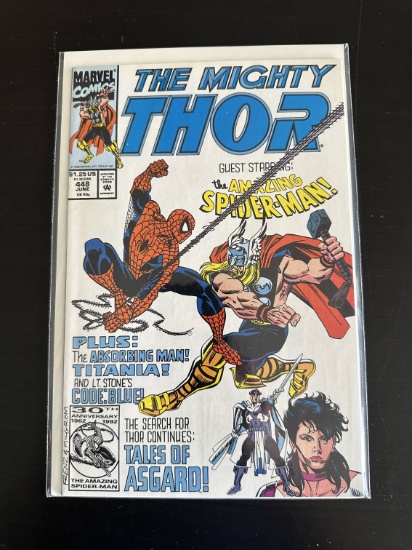 MARVEL
COMICS
$1.25 US
448
JUNE
THE MIGHTY
THOR
GUEST STARRING:
the AMAZING
SPIDER-MAN!
PLUS:
The ABSORBING MAN!
TITANIA!
AND LT. STONE'S
CODE: BLUE!
30TH
ANNIVERSARY
1962 1992
THE AMAZING
SPIDER-MAN
THE SEARCH FOR
THOR CONTINUES:
TALES OF
ASGARD!